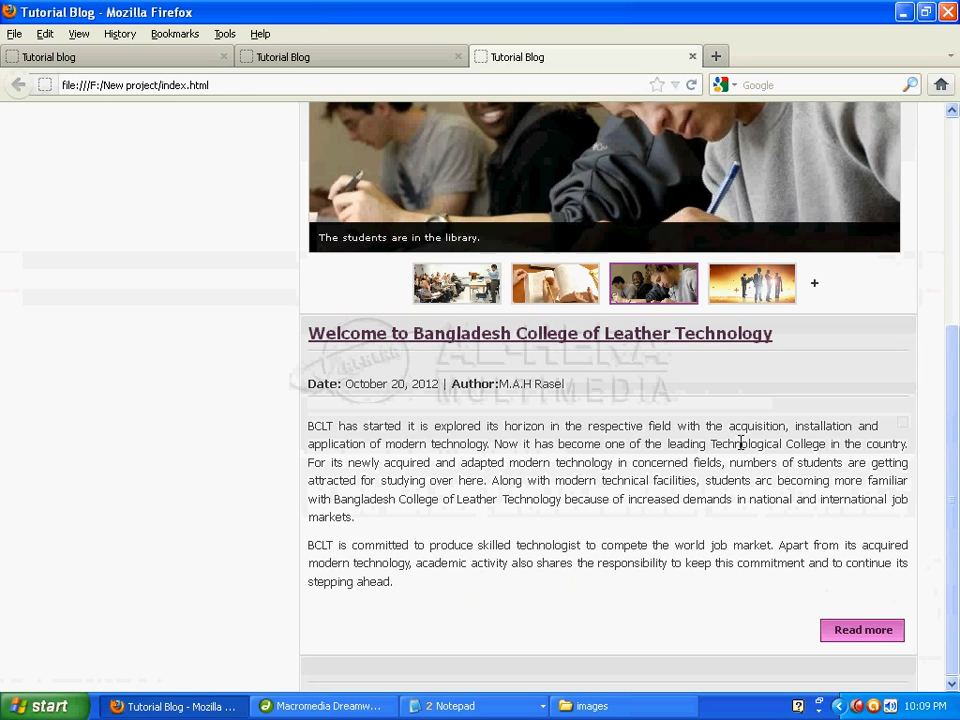 Tutorial Blog - Mozilla Firefox
File Edit View History Bookmarks Tools Help
Tutorial blog
Tutorial Blog
Tutorial Blog
file:///F:/New project/index.html
Google
The students are in the library.
+
Welcome to Bangladesh College of Leather Technology
AL-HERA
MULTIMEDIA
Date: October 20, 2012 | Author:M.A.H Rasel
BCLT has started it is explored its horizon in the respective field with the acquisition, installation and
application of modern technology. Now it has become one of the leading Technological College in the country.
For its newly acquired and adapted modern technology in concerned fields, numbers of students are getting
attracted for studying over here. Along with modern technical facilities, students arc becoming more familiar
with Bangladesh College of Leather Technology because of increased demands in national and international job
markets.
BCLT is committed to produce skilled technologist to compete the world job market. Apart from its acquired
modern technology, academic activity also shares the responsibility to keep this commitment and to continue its
stepping ahead.
Read more
start
Tutorial Blog - Mozilla ...
Macromedia Dreamw...
2 Notepad
images
10:09 PM